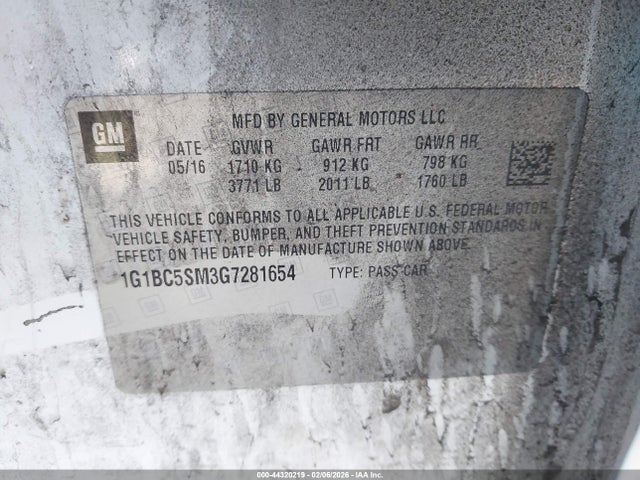 GM
MFD BY GENERAL MOTORS LLC
DATE GVWR GAWR FRT GAWR RR
05/16 1710 KG 912 KG 798 KG
3771 LB 2011 LB 1760 LB
THIS VEHICLE CONFORMS TO ALL APPLICABLE U.S. FEDERAL MOTOR
VEHICLE SAFETY, BUMPER, AND THEFT PREVENTION STANDARDS IN
EFFECT ON THE DATE OF MANUFACTURE SHOWN ABOVE.
1G1BC5SM3G7281654 TYPE: PASS CAR
000-44320219 - 02/06/2026 - IAA Inc.